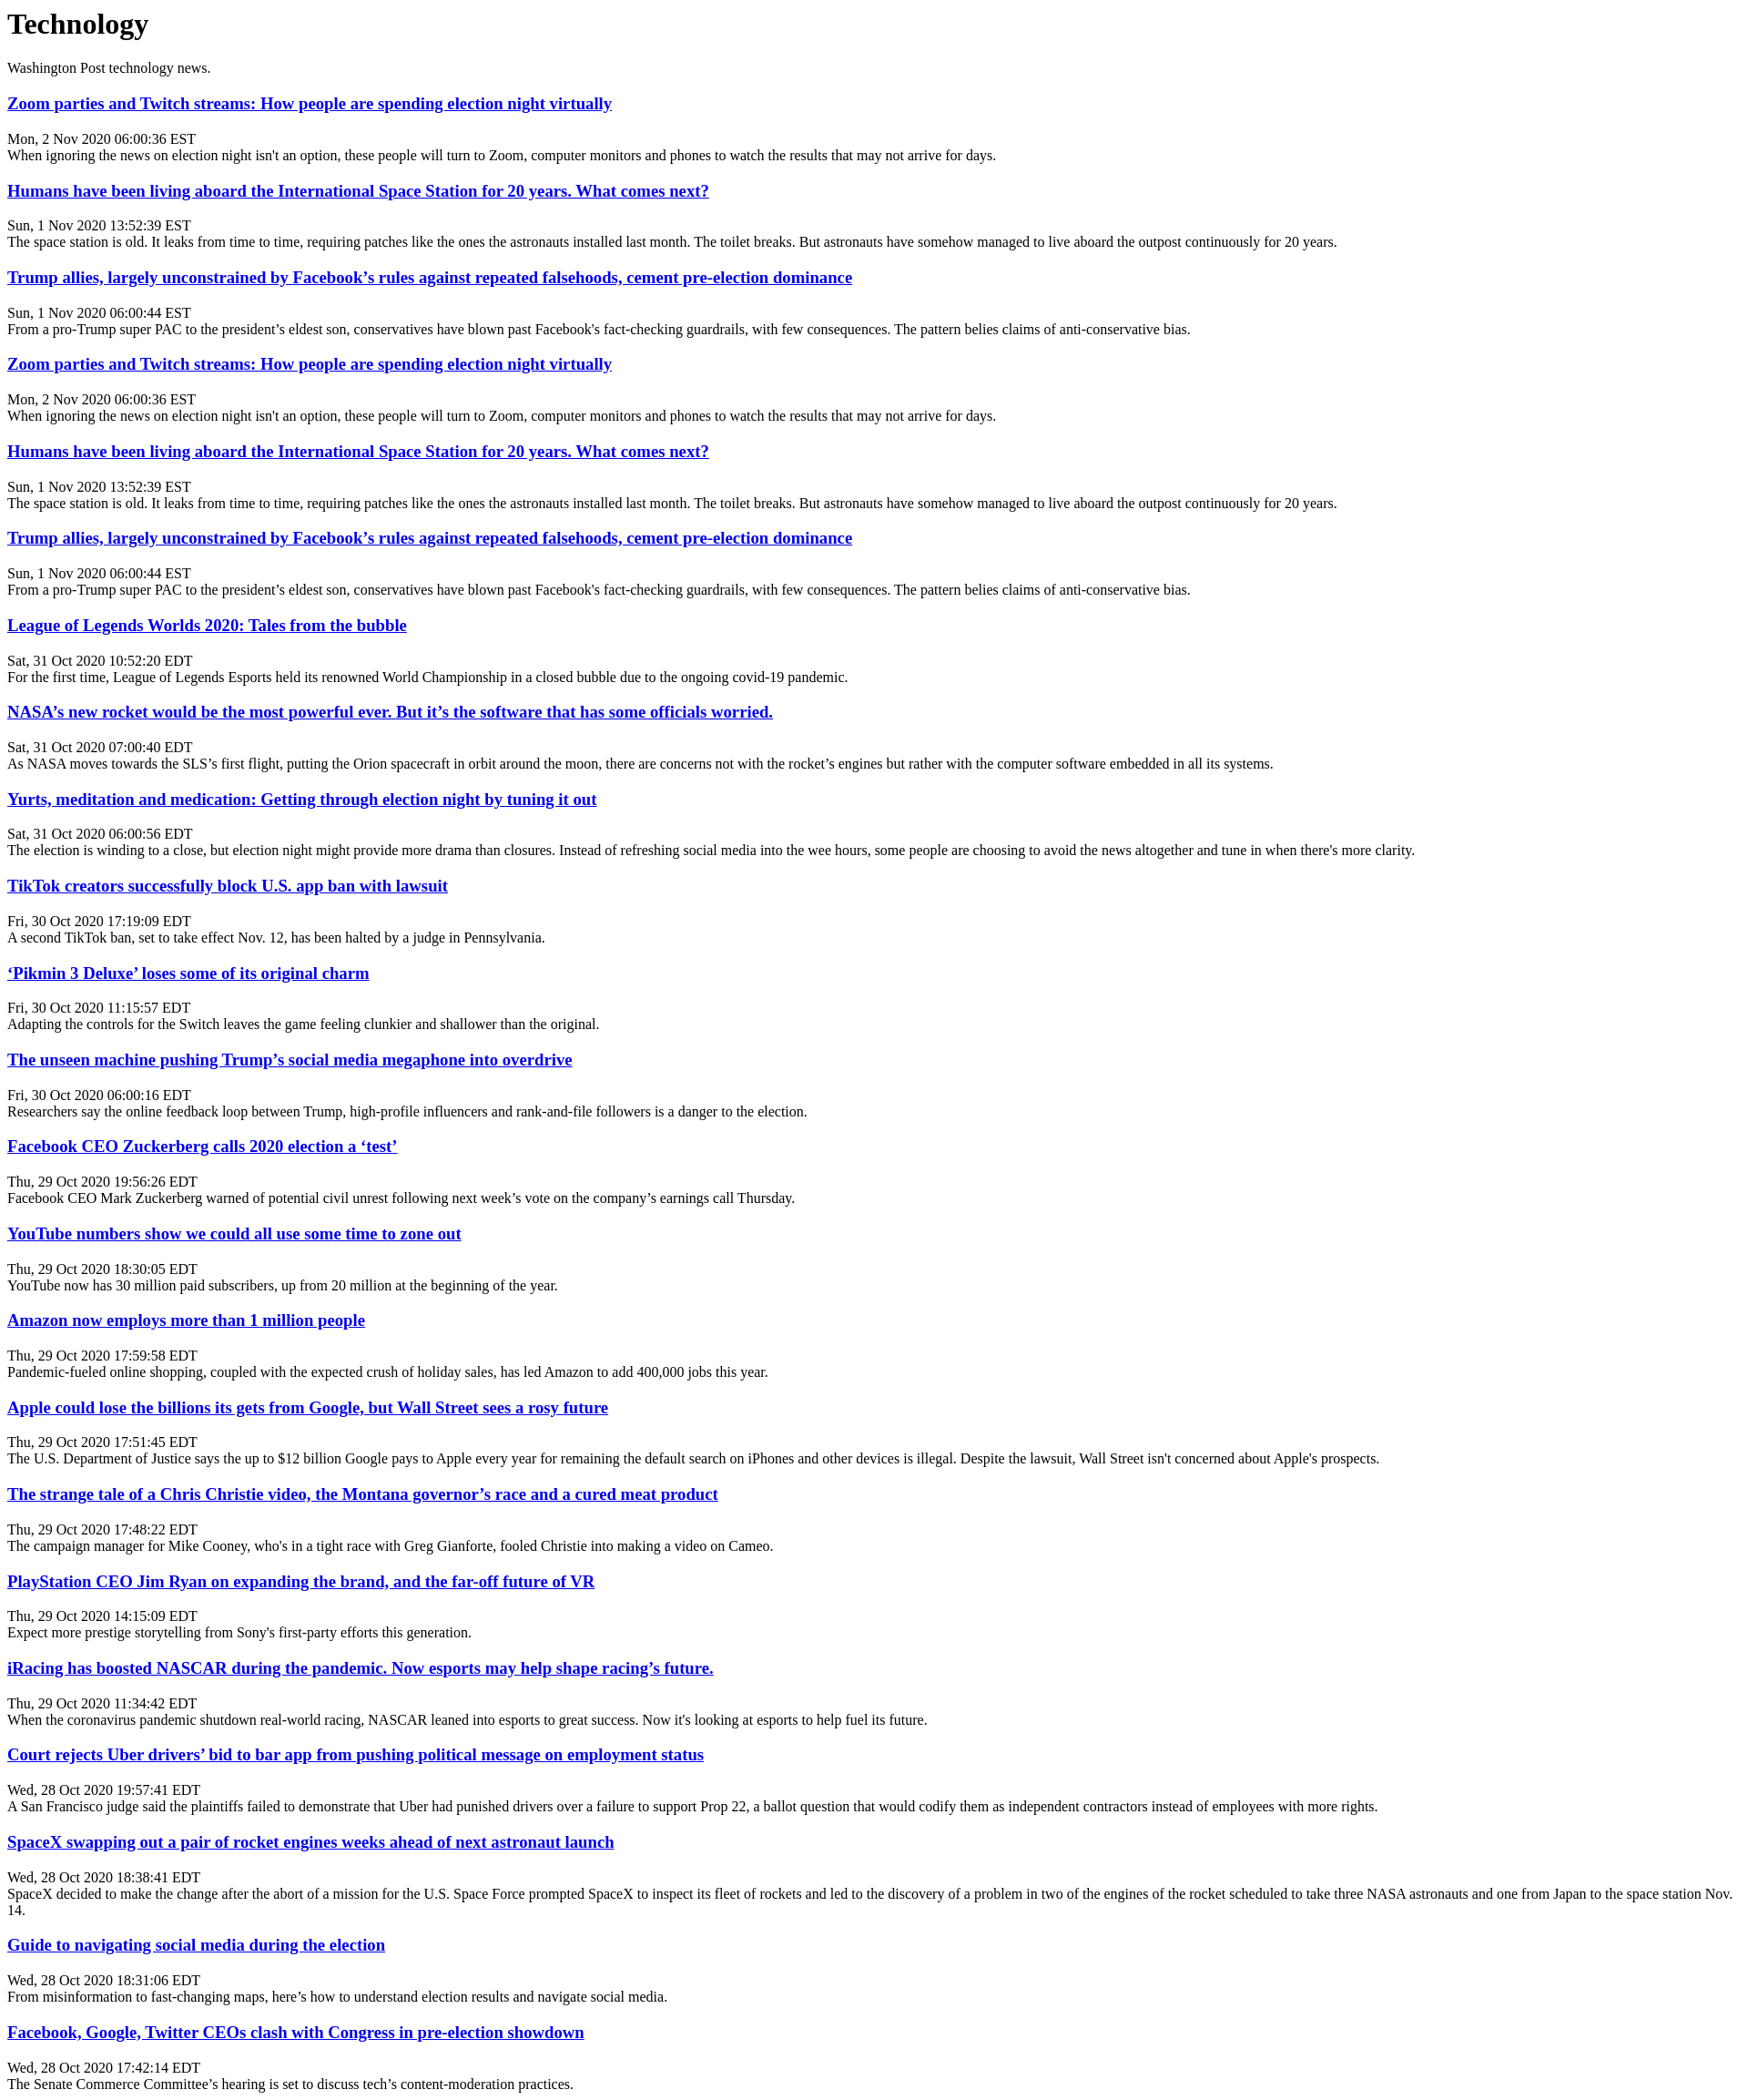 Technology
Washington Post technology news.
Zoom parties and Twitch streams: How people are spending election night virtually
Mon, 2 Nov 2020 06:00:36 EST
When ignoring the news on election night isn't an option, these people will turn to Zoom, computer monitors and phones to watch the results that may not arrive for days.
Humans have been living aboard the International Space Station for 20 years. What comes next?
Sun, 1 Nov 2020 13:52:39 EST
The space station is old. It leaks from time to time, requiring patches like the ones the astronauts installed last month. The toilet breaks. But astronauts have somehow managed to live aboard the outpost continuously for 20 years.
Trump allies, largely unconstrained by Facebook’s rules against repeated falsehoods, cement pre-election dominance
Sun, 1 Nov 2020 06:00:44 EST
From a pro-Trump super PAC to the president’s eldest son, conservatives have blown past Facebook's fact-checking guardrails, with few consequences. The pattern belies claims of anti-conservative bias.
Zoom parties and Twitch streams: How people are spending election night virtually
Mon, 2 Nov 2020 06:00:36 EST
When ignoring the news on election night isn't an option, these people will turn to Zoom, computer monitors and phones to watch the results that may not arrive for days.
Humans have been living aboard the International Space Station for 20 years. What comes next?
Sun, 1 Nov 2020 13:52:39 EST
The space station is old. It leaks from time to time, requiring patches like the ones the astronauts installed last month. The toilet breaks. But astronauts have somehow managed to live aboard the outpost continuously for 20 years.
Trump allies, largely unconstrained by Facebook’s rules against repeated falsehoods, cement pre-election dominance
Sun, 1 Nov 2020 06:00:44 EST
From a pro-Trump super PAC to the president’s eldest son, conservatives have blown past Facebook's fact-checking guardrails, with few consequences. The pattern belies claims of anti-conservative bias.
League of Legends Worlds 2020: Tales from the bubble
Sat, 31 Oct 2020 10:52:20 EDT
For the first time, League of Legends Esports held its renowned World Championship in a closed bubble due to the ongoing covid-19 pandemic.
NASA’s new rocket would be the most powerful ever. But it’s the software that has some officials worried.
Sat, 31 Oct 2020 07:00:40 EDT
As NASA moves towards the SLS’s first flight, putting the Orion spacecraft in orbit around the moon, there are concerns not with the rocket’s engines but rather with the computer software embedded in all its systems.
Yurts, meditation and medication: Getting through election night by tuning it out
Sat, 31 Oct 2020 06:00:56 EDT
The election is winding to a close, but election night might provide more drama than closures. Instead of refreshing social media into the wee hours, some people are choosing to avoid the news altogether and tune in when there's more clarity.
TikTok creators successfully block U.S. app ban with lawsuit
Fri, 30 Oct 2020 17:19:09 EDT
A second TikTok ban, set to take effect Nov. 12, has been halted by a judge in Pennsylvania.
‘Pikmin 3 Deluxe’ loses some of its original charm
Fri, 30 Oct 2020 11:15:57 EDT
Adapting the controls for the Switch leaves the game feeling clunkier and shallower than the original.
The unseen machine pushing Trump’s social media megaphone into overdrive
Fri, 30 Oct 2020 06:00:16 EDT
Researchers say the online feedback loop between Trump, high-profile influencers and rank-and-file followers is a danger to the election.
Facebook CEO Zuckerberg calls 2020 election a ‘test’
Thu, 29 Oct 2020 19:56:26 EDT
Facebook CEO Mark Zuckerberg warned of potential civil unrest following next week’s vote on the company’s earnings call Thursday.
YouTube numbers show we could all use some time to zone out
Thu, 29 Oct 2020 18:30:05 EDT
YouTube now has 30 million paid subscribers, up from 20 million at the beginning of the year.
Amazon now employs more than 1 million people
Thu, 29 Oct 2020 17:59:58 EDT
Pandemic-fueled online shopping, coupled with the expected crush of holiday sales, has led Amazon to add 400,000 jobs this year.
Apple could lose the billions its gets from Google, but Wall Street sees a rosy future
Thu, 29 Oct 2020 17:51:45 EDT
The U.S. Department of Justice says the up to $12 billion Google pays to Apple every year for remaining the default search on iPhones and other devices is illegal. Despite the lawsuit, Wall Street isn't concerned about Apple's prospects.
The strange tale of a Chris Christie video, the Montana governor’s race and a cured meat product
Thu, 29 Oct 2020 17:48:22 EDT
The campaign manager for Mike Cooney, who's in a tight race with Greg Gianforte, fooled Christie into making a video on Cameo.
PlayStation CEO Jim Ryan on expanding the brand, and the far-off future of VR
Thu, 29 Oct 2020 14:15:09 EDT
Expect more prestige storytelling from Sony's first-party efforts this generation.
iRacing has boosted NASCAR during the pandemic. Now esports may help shape racing’s future.
Thu, 29 Oct 2020 11:34:42 EDT
When the coronavirus pandemic shutdown real-world racing, NASCAR leaned into esports to great success. Now it's looking at esports to help fuel its future.
Court rejects Uber drivers’ bid to bar app from pushing political message on employment status
Wed, 28 Oct 2020 19:57:41 EDT
A San Francisco judge said the plaintiffs failed to demonstrate that Uber had punished drivers over a failure to support Prop 22, a ballot question that would codify them as independent contractors instead of employees with more rights.
SpaceX swapping out a pair of rocket engines weeks ahead of next astronaut launch
Wed, 28 Oct 2020 18:38:41 EDT
SpaceX decided to make the change after the abort of a mission for the U.S. Space Force prompted SpaceX to inspect its fleet of rockets and led to the discovery of a problem in two of the engines of the rocket scheduled to take three NASA astronauts and one from Japan to the space station Nov.
14.
Guide to navigating social media during the election
Wed, 28 Oct 2020 18:31:06 EDT
From misinformation to fast-changing maps, here’s how to understand election results and navigate social media.
Facebook, Google, Twitter CEOs clash with Congress in pre-election showdown
Wed, 28 Oct 2020 17:42:14 EDT
The Senate Commerce Committee’s hearing is set to discuss tech’s content-moderation practices.